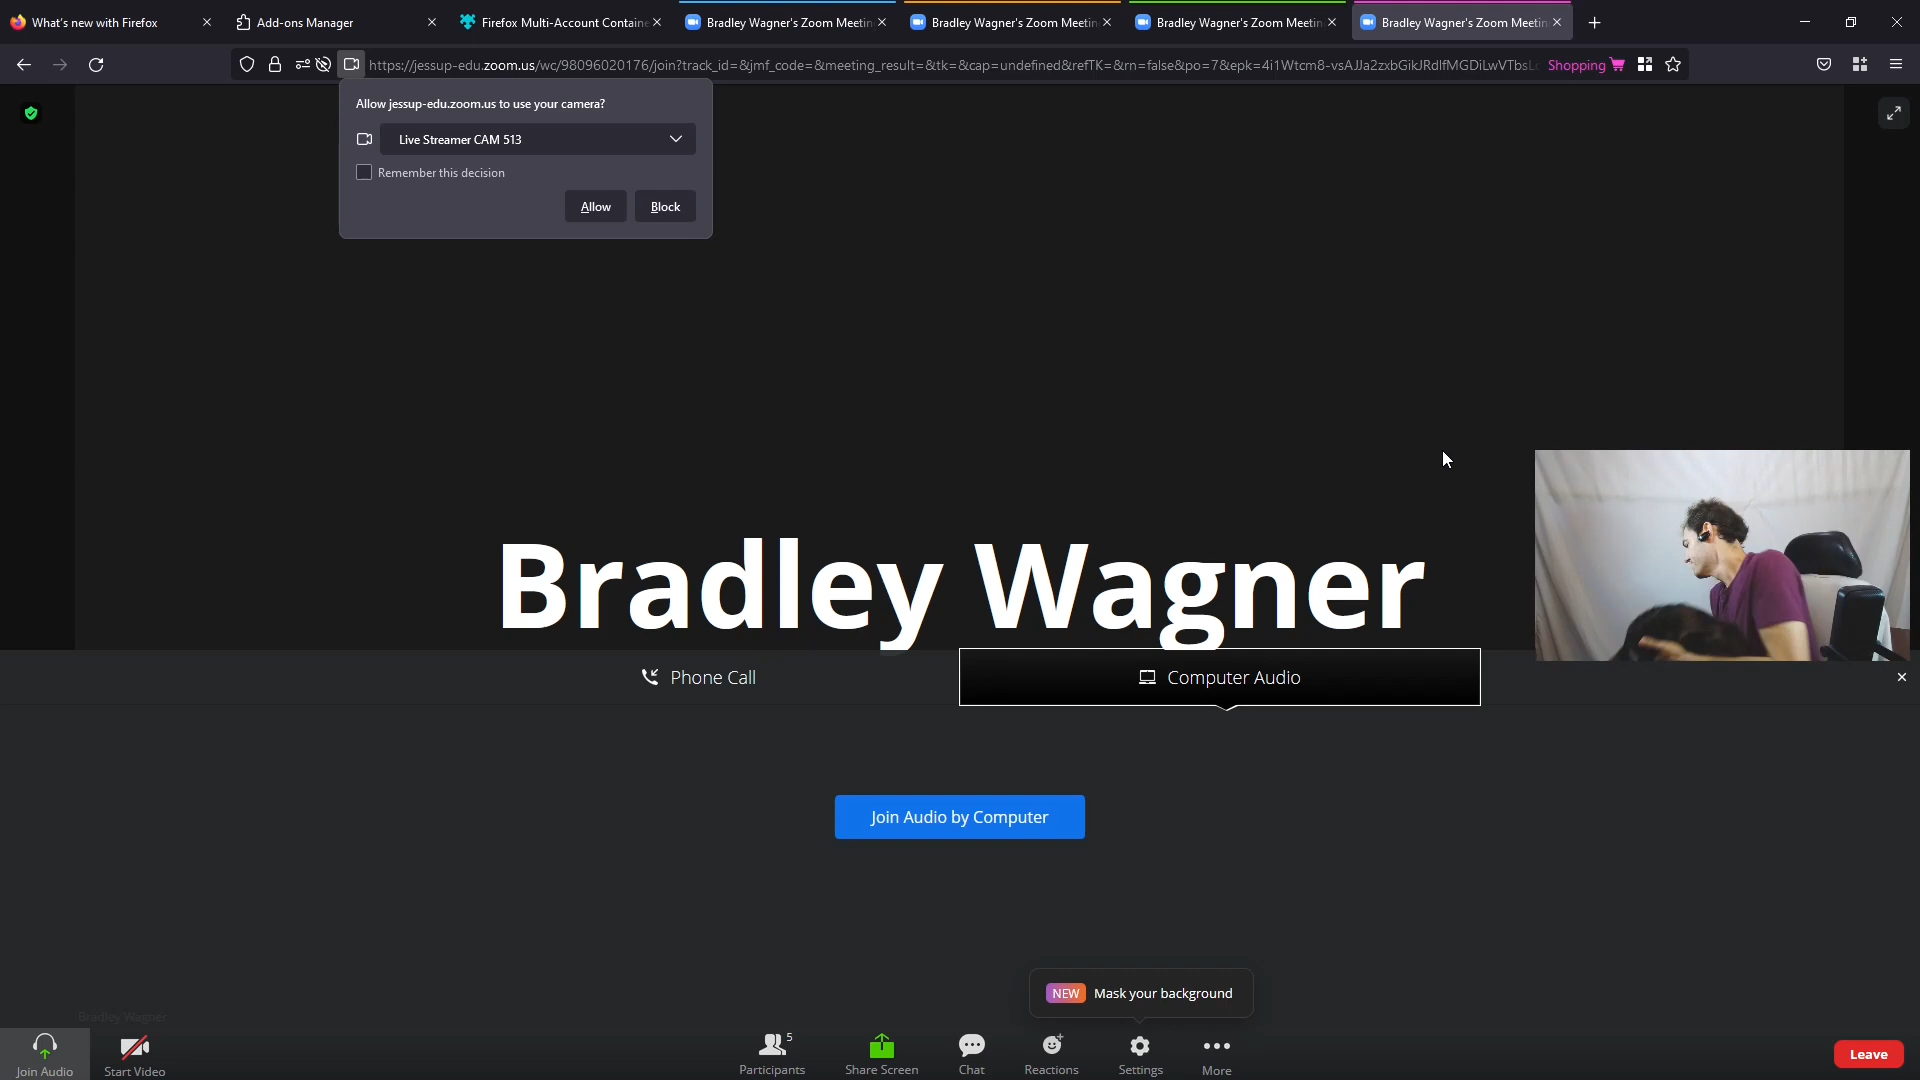 What's new with Firefox
Add-ons Manager
Firefox Multi-Account Containe
Bradley Wagner's Zoom Meetin
Bradley Wagner's Zoom Meetin
Bradley Wagner's Zoom Meetin
Bradley Wagner's Zoom Meetin
https://jessup-edu.zoom.us/wc/98096020176/join?track_id=&jmf_code=&meeting_result=&tk=&cap=undefined&refTK=&rn=false&po=7&epk=4i1Wtcm8-vsAJJa2zxbGikJRdlfMGDiLwVTbsL
Shopping
Allow jessup-edu.zoom.us to use your camera?
Live Streamer CAM 513
Remember this decision
Allow
Block
Bradley Wagner
Phone Call
Computer Audio
Join Audio by Computer
NEW Mask your background
Bradley Wagner
Join Audio
Start Video
5
Participants
Share Screen
Chat
Reactions
Settings
More
Leave